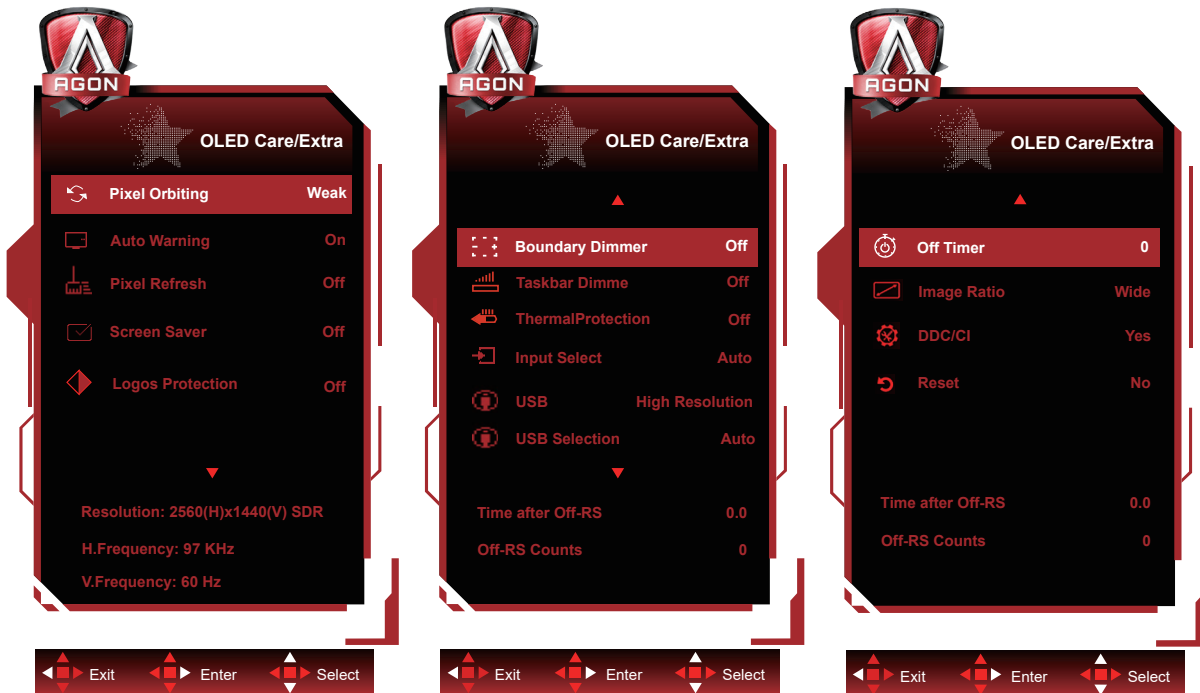 AGON
OLED Care/Extra
Pixel Orbiting Weak
Auto Warning On
Pixel Refresh Off
Screen Saver Off
Logos Protection Off
Resolution: 2560(H)x1440(V) SDR
H.Frequency: 97 KHz
V.Frequency: 60 Hz
Exit Enter Select
AGON
OLED Care/Extra
Boundary Dimmer Off
Taskbar Dimme Off
ThermalProtection Off
Input Select Auto
USB High Resolution
USB Selection Auto
Time after Off-RS 0.0
Off-RS Counts 0
Exit Enter Select
AGON
OLED Care/Extra
Off Timer 0
Image Ratio Wide
DDC/CI Yes
Reset No
Time after Off-RS 0.0
Off-RS Counts 0
Exit Enter Select